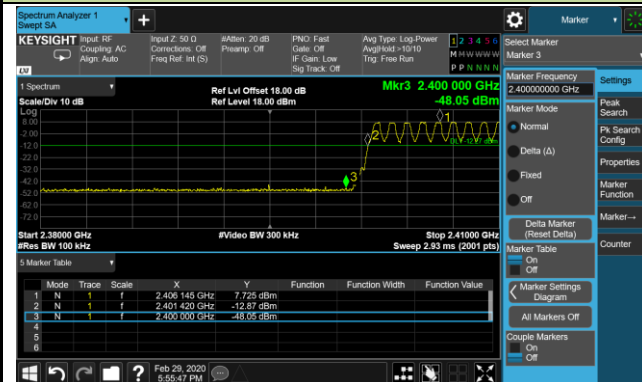 Spectrum Analyzer 1
Swept SA
Marker
KEYSIGHT
Input: RF
Coupling: AC
Align: Auto
Input Z: 50 Ω
Corrections: Off
Freq Ref: Int (S)
#Atten: 20 dB
Preamp: Off
PNO: Fast
Gate: Off
IF Gain: Low
Sig Track: Off
Avg Type: Log-Power
Avg|Hold:>10/10
Trig: Free Run
1 2 3 4 5 6
M W W W W W
P P N N N N
LXI
Select Marker
Marker 3
1 Spectrum
Scale/Div 10 dB
Log
Ref Lvl Offset 18.00 dB
Ref Level 18.00 dBm
Mkr3 2.400 000 GHz
-48.05 dBm
8.00
-2.00
-12.0
-22.0
-32.0
-42.0
-52.0
-62.0
-72.0
1
2
3
Start 2.38000 GHz
#Res BW 100 kHz
#Video BW 300 kHz
Stop 2.41000 GHz
Sweep 2.93 ms (2001 pts)
5 Marker Table
Mode Trace Scale X Y Function Function Width Function Value
1 N 1 f 2.406 145 GHz 7.725 dBm
2 N 1 f 2.401 420 GHz -12.87 dBm
3 N 1 f 2.400 000 GHz -48.05 dBm
4
5
6
Marker Frequency
2.400000000 GHz
Marker Mode
Normal
Delta (Δ)
Fixed
Off
Delta Marker
(Reset Delta)
Marker Table
On
Off
Marker Settings
Diagram
All Markers Off
Couple Markers
On
Off
Settings
Peak
Search
Pk Search
Config
Properties
Marker
Function
Marker→
Counter
Feb 29, 2020
5:55:47 PM